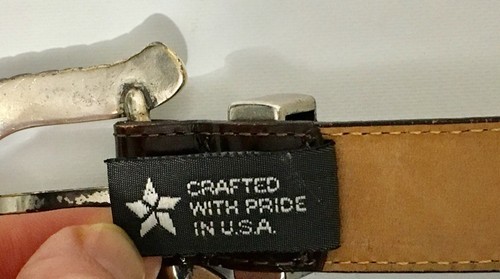 CRAFTED
WITH PRIDE
IN U.S.A.